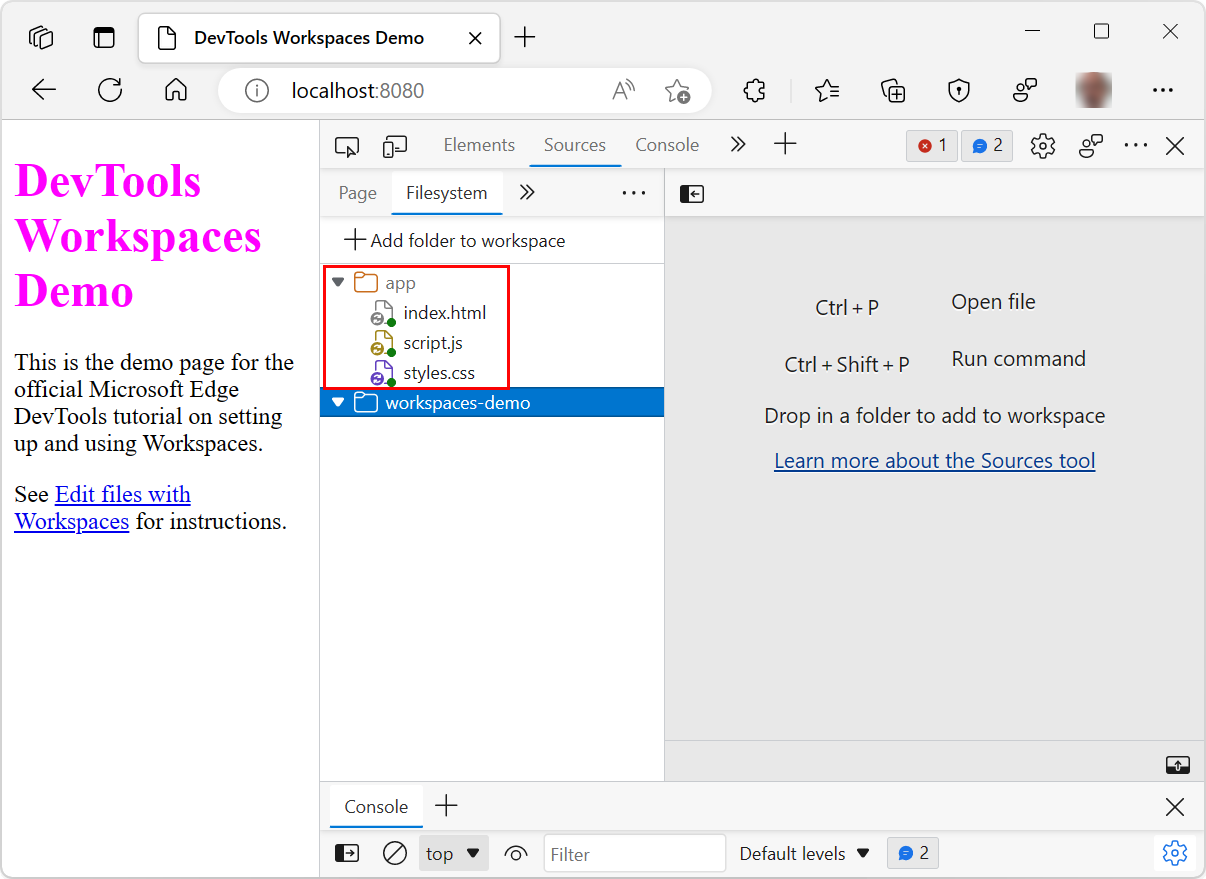 DevTools Workspaces Demo
localhost:8080
DevTools
Workspaces
Demo
This is the demo page for the
official Microsoft Edge
DevTools tutorial on setting
up and using Workspaces.
See Edit files with
Workspaces for instructions.
Elements Sources Console 1 2
Page Filesystem
Add folder to workspace
app
index.html
script.js
styles.css
workspaces-demo
Ctrl + P Open file
Ctrl + Shift + P Run command
Drop in a folder to add to workspace
Learn more about the Sources tool
Console
top Filter Default levels 2